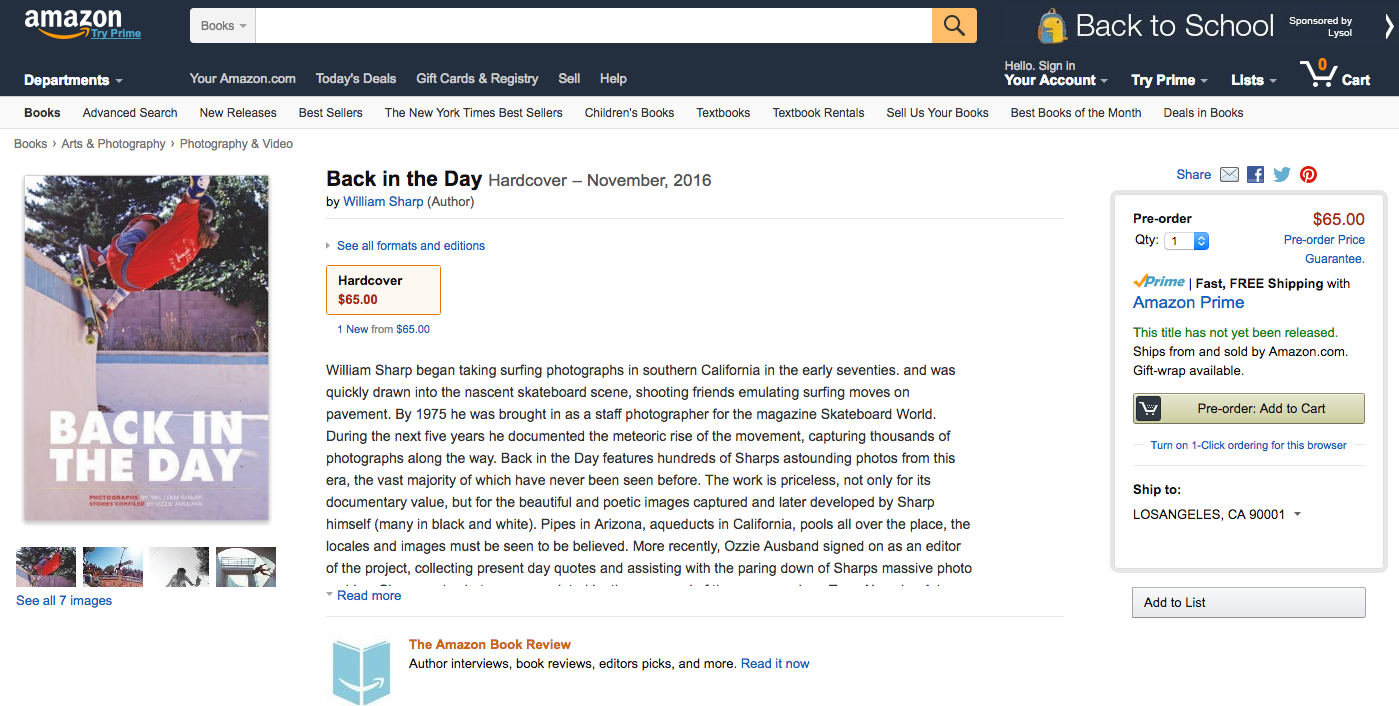 amazon
Try Prime
Books
Back to School
Sponsored by
Lysol
Departments
Your Amazon.com Today's Deals Gift Cards & Registry Sell Help
Hello. Sign in
Your Account
Try Prime
Lists
0
Cart
Books Advanced Search New Releases Best Sellers The New York Times Best Sellers Children's Books Textbooks Textbook Rentals Sell Us Your Books Best Books of the Month Deals in Books
Books › Arts & Photography › Photography & Video
BACK IN
THE DAY
PHOTOGRAPHS BY WILLIAM SHARP
STORIES COMPILED BY OZZIE AUSBAND
See all 7 images
Back in the Day Hardcover – November, 2016
by William Sharp (Author)
See all formats and editions
Hardcover
$65.00
1 New from $65.00
William Sharp began taking surfing photographs in southern California in the early seventies. and was
quickly drawn into the nascent skateboard scene, shooting friends emulating surfing moves on
pavement. By 1975 he was brought in as a staff photographer for the magazine Skateboard World.
During the next five years he documented the meteoric rise of the movement, capturing thousands of
photographs along the way. Back in the Day features hundreds of Sharps astounding photos from this
era, the vast majority of which have never been seen before. The work is priceless, not only for its
documentary value, but for the beautiful and poetic images captured and later developed by Sharp
himself (many in black and white). Pipes in Arizona, aqueducts in California, pools all over the place, the
locales and images must be seen to be believed. More recently, Ozzie Ausband signed on as an editor
of the project, collecting present day quotes and assisting with the paring down of Sharps massive photo
Read more
The Amazon Book Review
Author interviews, book reviews, editors picks, and more. Read it now
Share
Pre-order
$65.00
Qty: 1
Pre-order Price
Guarantee.
Prime | Fast, FREE Shipping with
Amazon Prime
This title has not yet been released.
Ships from and sold by Amazon.com.
Gift-wrap available.
Pre-order: Add to Cart
Turn on 1-Click ordering for this browser
Ship to:
LOSANGELES, CA 90001
Add to List